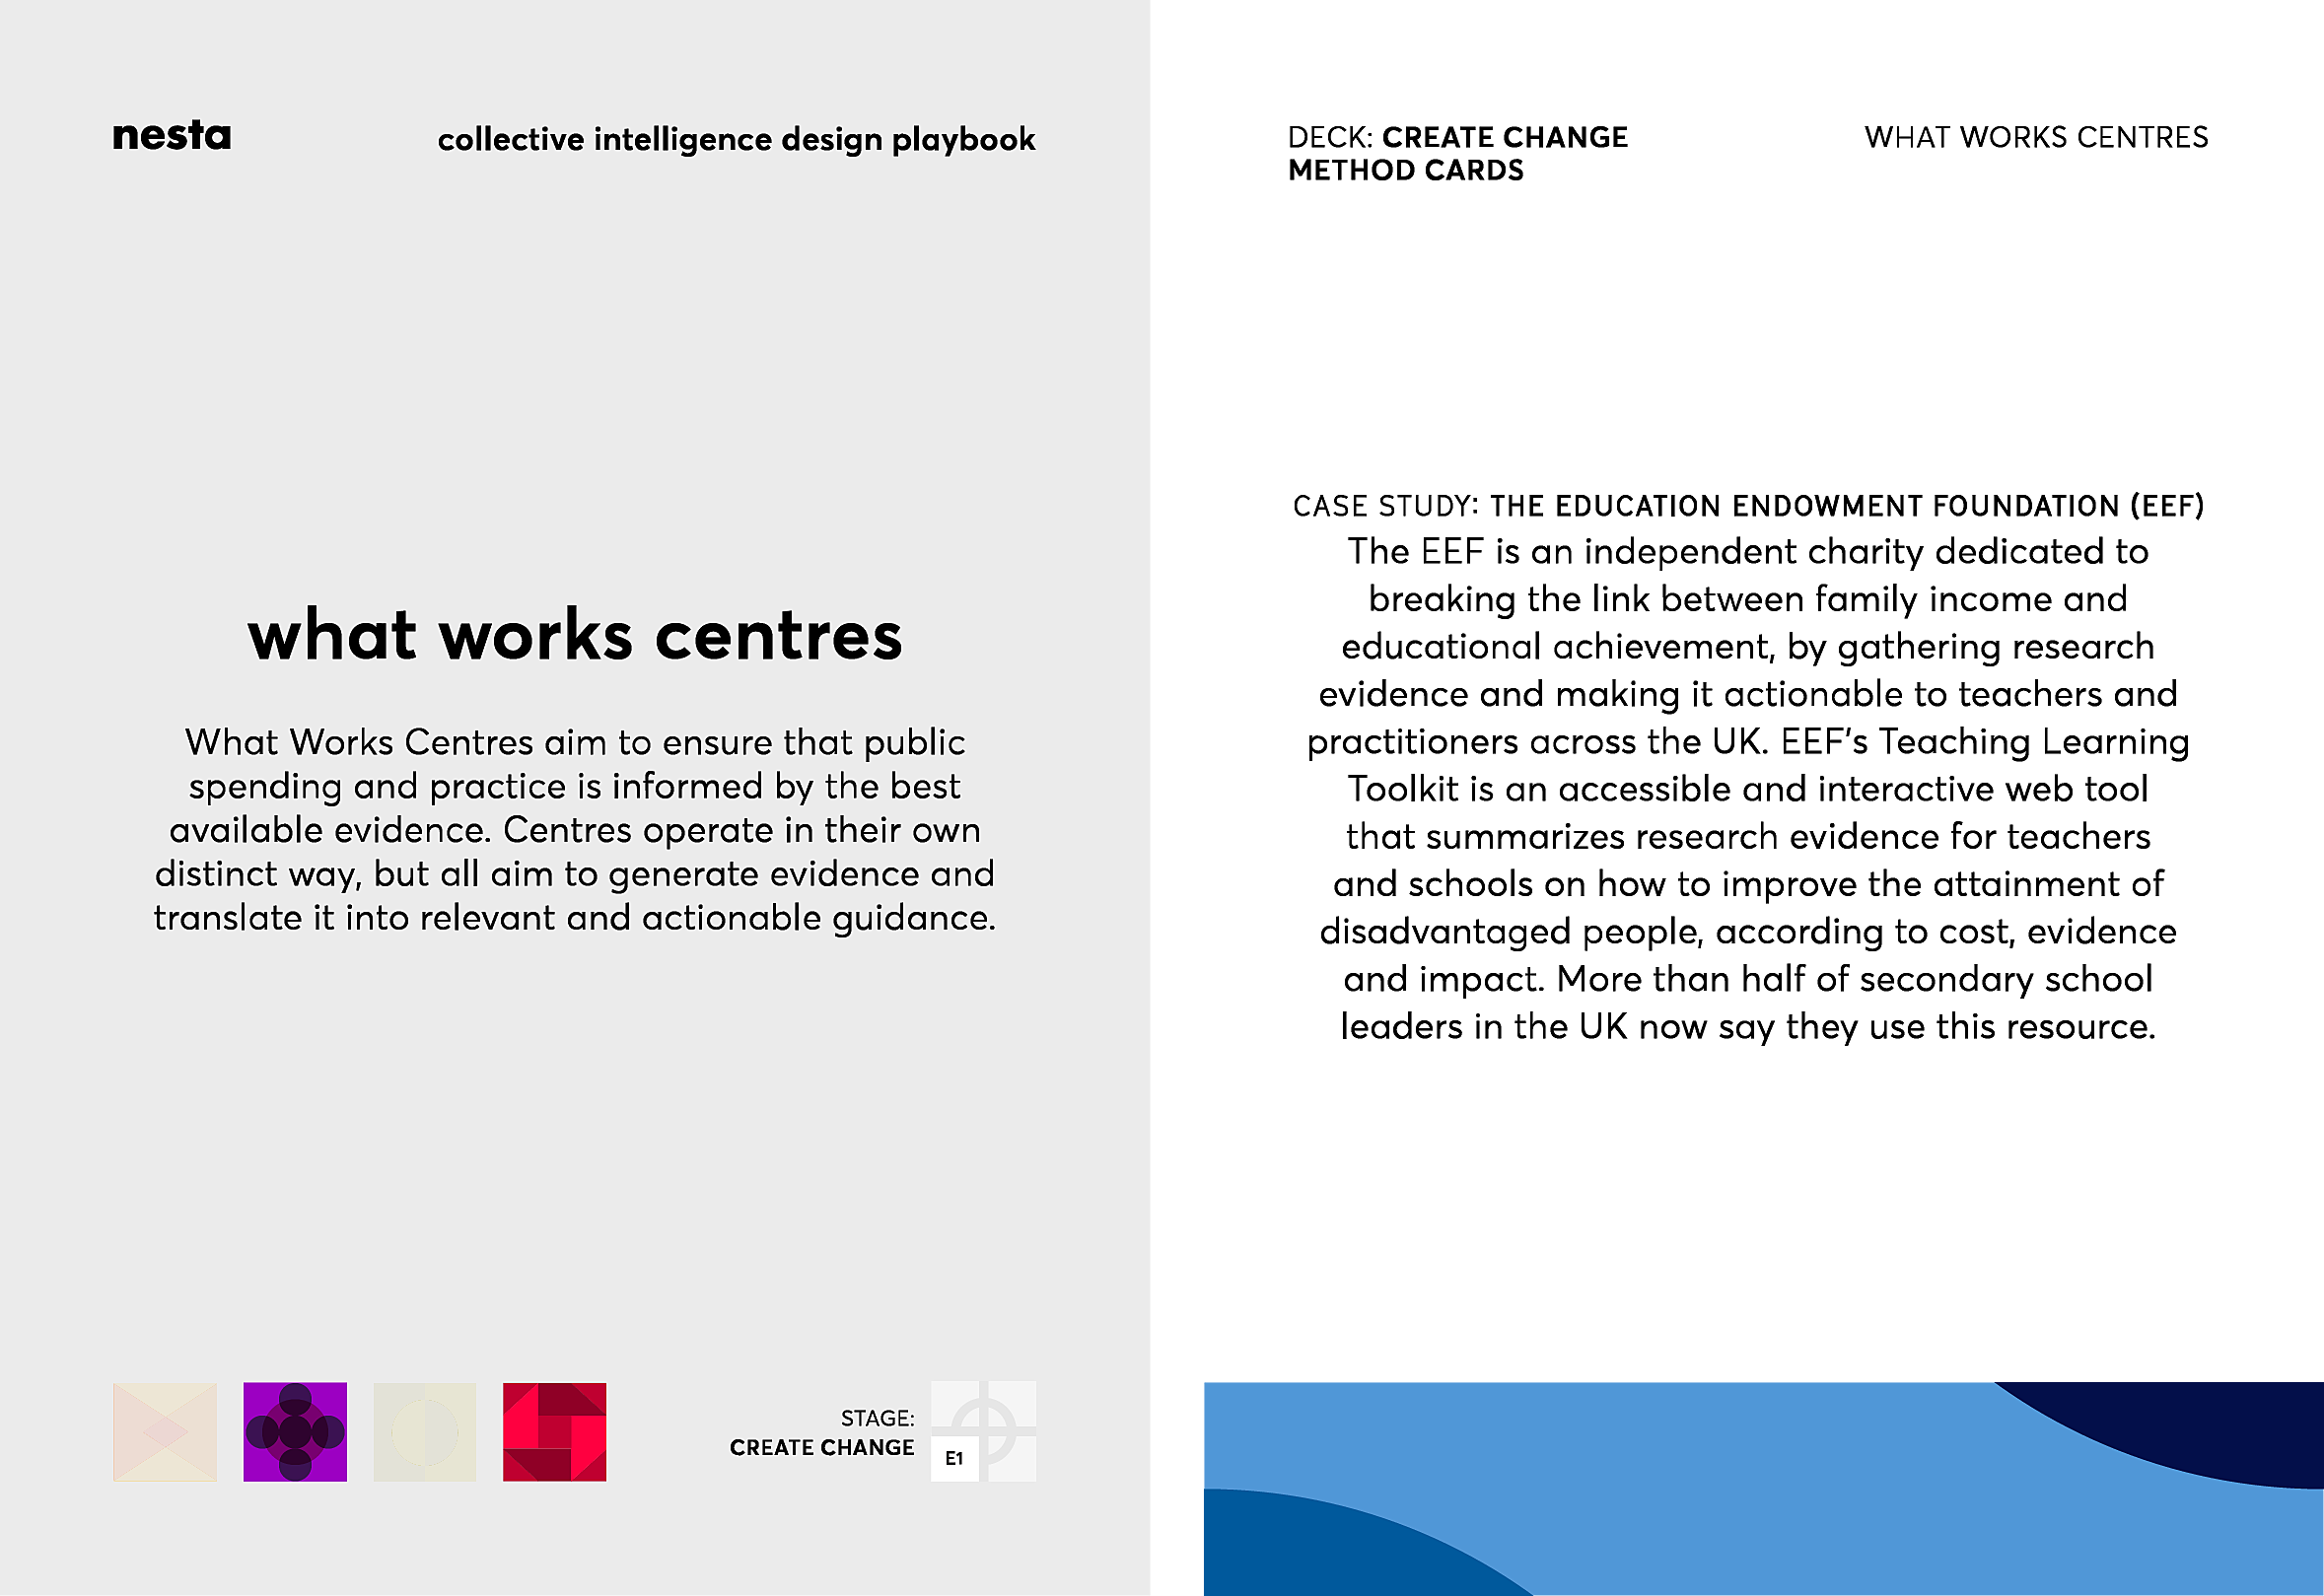 nesta
collective intelligence design playbook
what works centres
What Works Centres aim to ensure that public
spending and practice is informed by the best
available evidence. Centres operate in their own
distinct way, but all aim to generate evidence and
translate it into relevant and actionable guidance.
STAGE:
CREATE CHANGE
E1
DECK: CREATE CHANGE
METHOD CARDS
WHAT WORKS CENTRES
CASE STUDY: THE EDUCATION ENDOWMENT FOUNDATION (EEF)
The EEF is an independent charity dedicated to
breaking the link between family income and
educational achievement, by gathering research
evidence and making it actionable to teachers and
practitioners across the UK. EEF's Teaching Learning
Toolkit is an accessible and interactive web tool
that summarizes research evidence for teachers
and schools on how to improve the attainment of
disadvantaged people, according to cost, evidence
and impact. More than half of secondary school
leaders in the UK now say they use this resource.